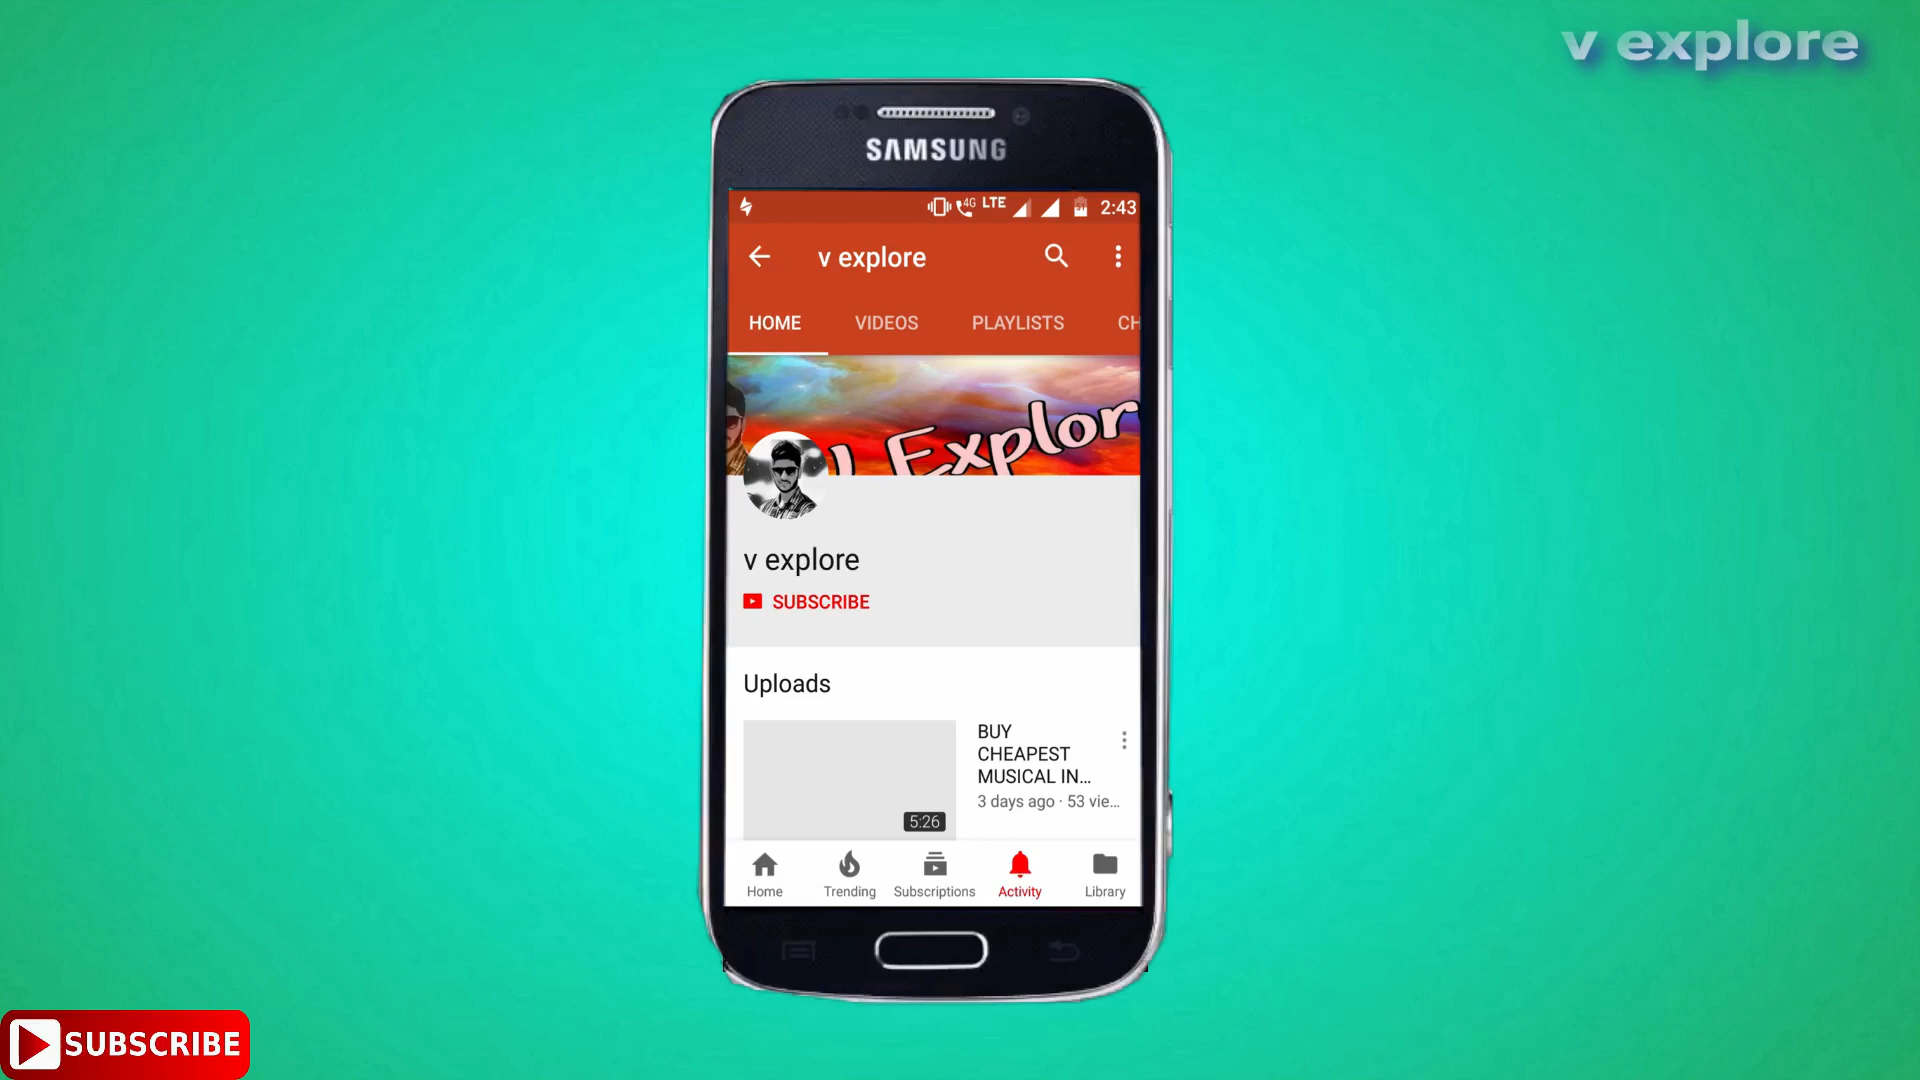 v explore
SAMSUNG
4G LTE 2:43
v explore
HOME VIDEOS PLAYLISTS CH
Explor
v explore
SUBSCRIBE
Uploads
BUY
CHEAPEST
MUSICAL IN...
3 days ago · 53 vie...
5:26
Home Trending Subscriptions Activity Library
SUBSCRIBE